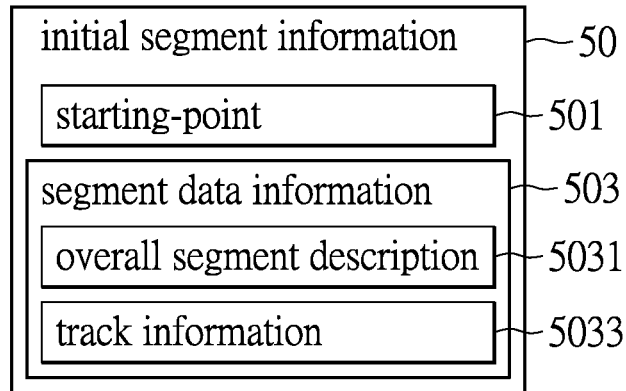 initial segment information 50
starting-point 501
segment data information 503
overall segment description 5031
track information 5033